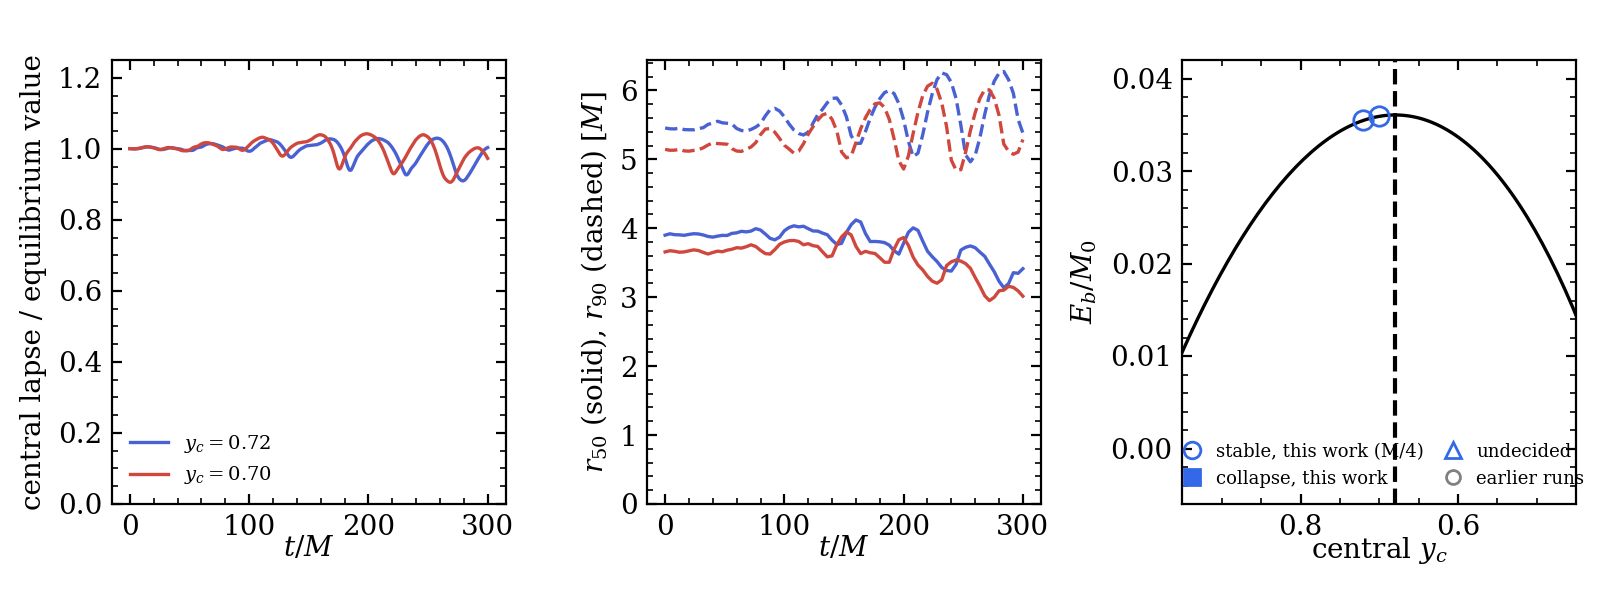 central lapse / equilibrium value
1.2
1.0
0.8
0.6
0.4
0.2
0.0
y_c = 0.72
y_c = 0.70
0 100 200 300
t/M
r_50 (solid), r_90 (dashed) [M]
6
5
4
3
2
1
0
0 100 200 300
t/M
E_b/M_0
0.04
0.03
0.02
0.01
0.00
stable, this work (M/4)
collapse, this work
undecided
earlier runs
0.8 0.6
central y_c